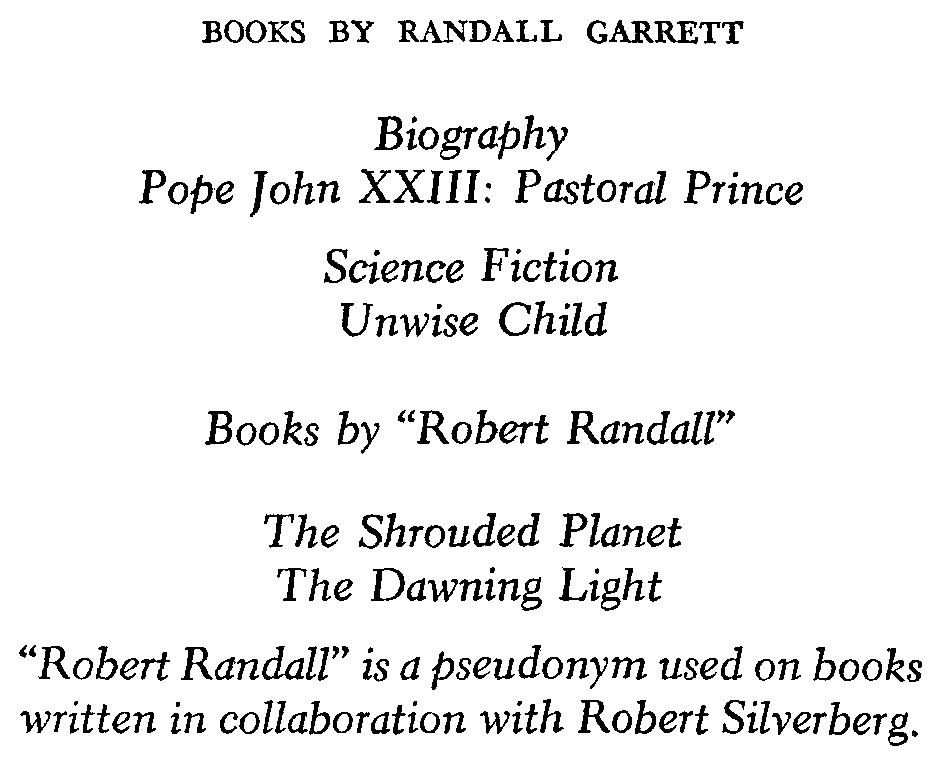 BOOKS BY RANDALL GARRETT
Biography
Pope John XXIII: Pastoral Prince
Science Fiction
Unwise Child
Books by “Robert Randall”
The Shrouded Planet
The Dawning Light
“Robert Randall” is a pseudonym used on books
written in collaboration with Robert Silverberg.